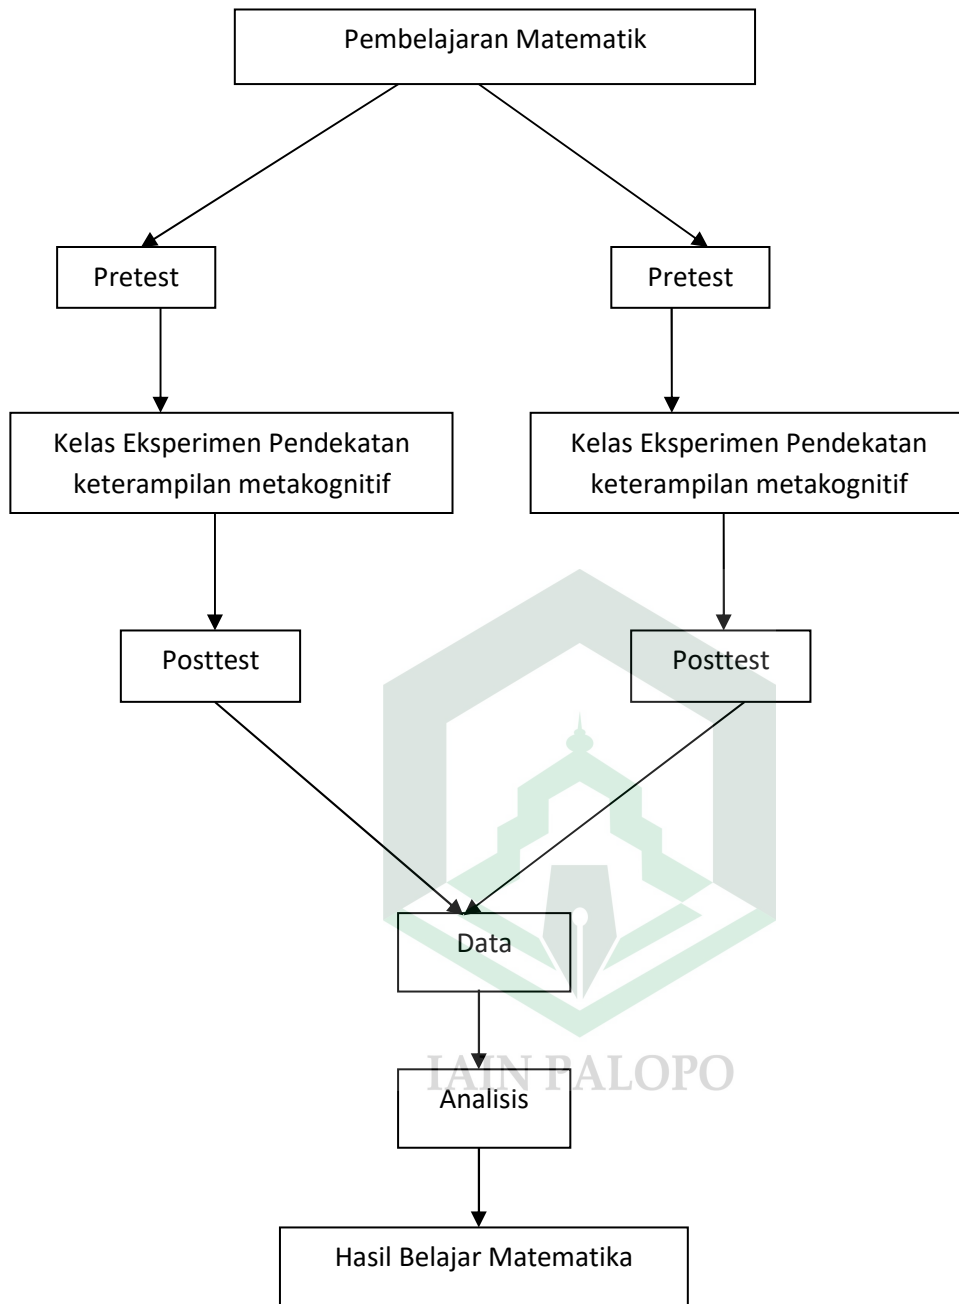 Pembelajaran Matematik
Pretest
Pretest
Kelas Eksperimen Pendekatan
keterampilan metakognitif
Kelas Eksperimen Pendekatan
keterampilan metakognitif
Posttest
Posttest
Data
IAIN PALOPO
Analisis
Hasil Belajar Matematika